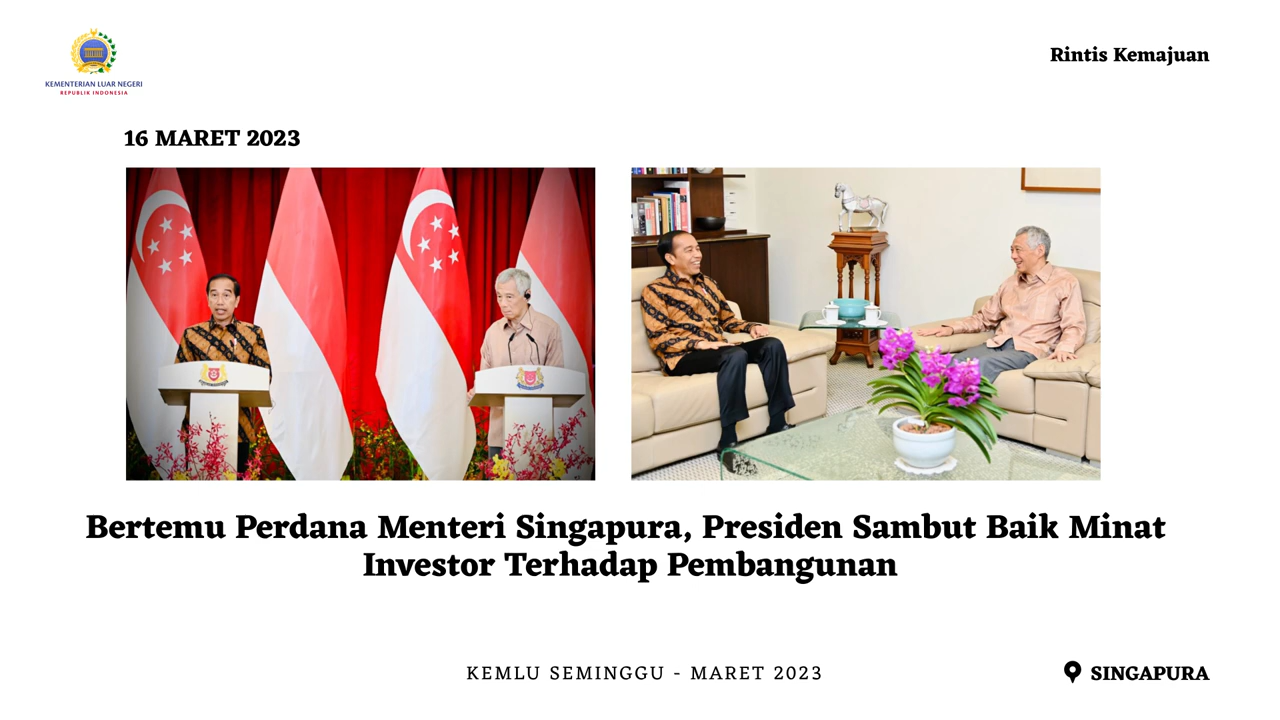 KEMENTERIAN LUAR NEGERI
REPUBLIK INDONESIA
Rintis Kemajuan
16 MARET 2023
Bertemu Perdana Menteri Singapura, Presiden Sambut Baik Minat
Investor Terhadap Pembangunan
KEMLU SEMINGGU - MARET 2023
SINGAPURA